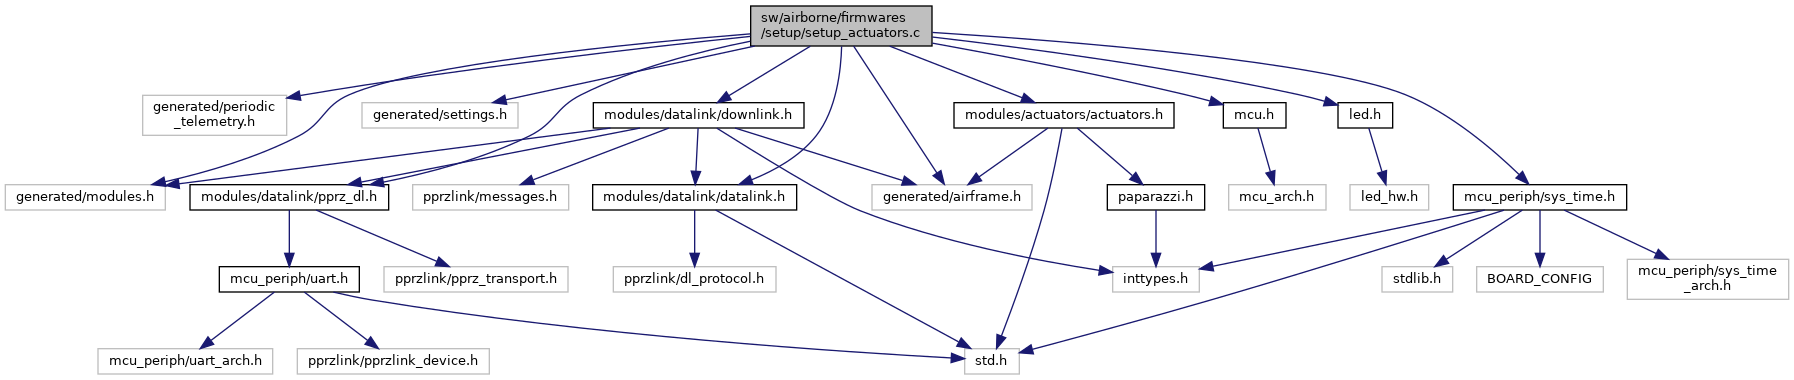 sw/airborne/firmwares
/setup/setup_actuators.c
generated/periodic
_telemetry.h
generated/settings.h
modules/datalink/downlink.h
modules/actuators/actuators.h
mcu.h
led.h
generated/modules.h
modules/datalink/pprz_dl.h
pprzlink/messages.h
modules/datalink/datalink.h
generated/airframe.h
paparazzi.h
mcu_arch.h
led_hw.h
mcu_periph/sys_time.h
mcu_periph/uart.h
pprzlink/pprz_transport.h
pprzlink/dl_protocol.h
inttypes.h
stdlib.h
BOARD_CONFIG
mcu_periph/sys_time
_arch.h
mcu_periph/uart_arch.h
pprzlink/pprzlink_device.h
std.h